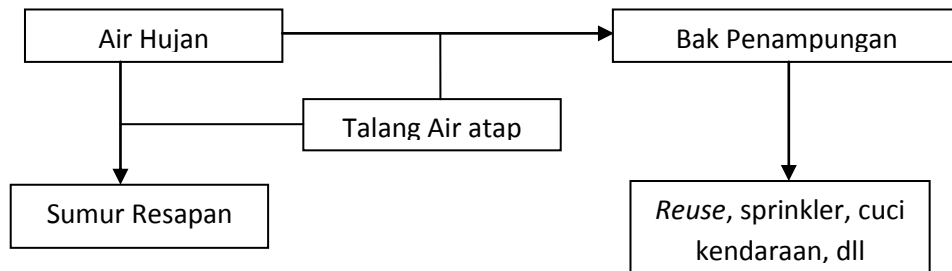 Air Hujan
Bak Penampungan
Talang Air atap
Sumur Resapan
Reuse, sprinkler, cuci
kendaraan, dll